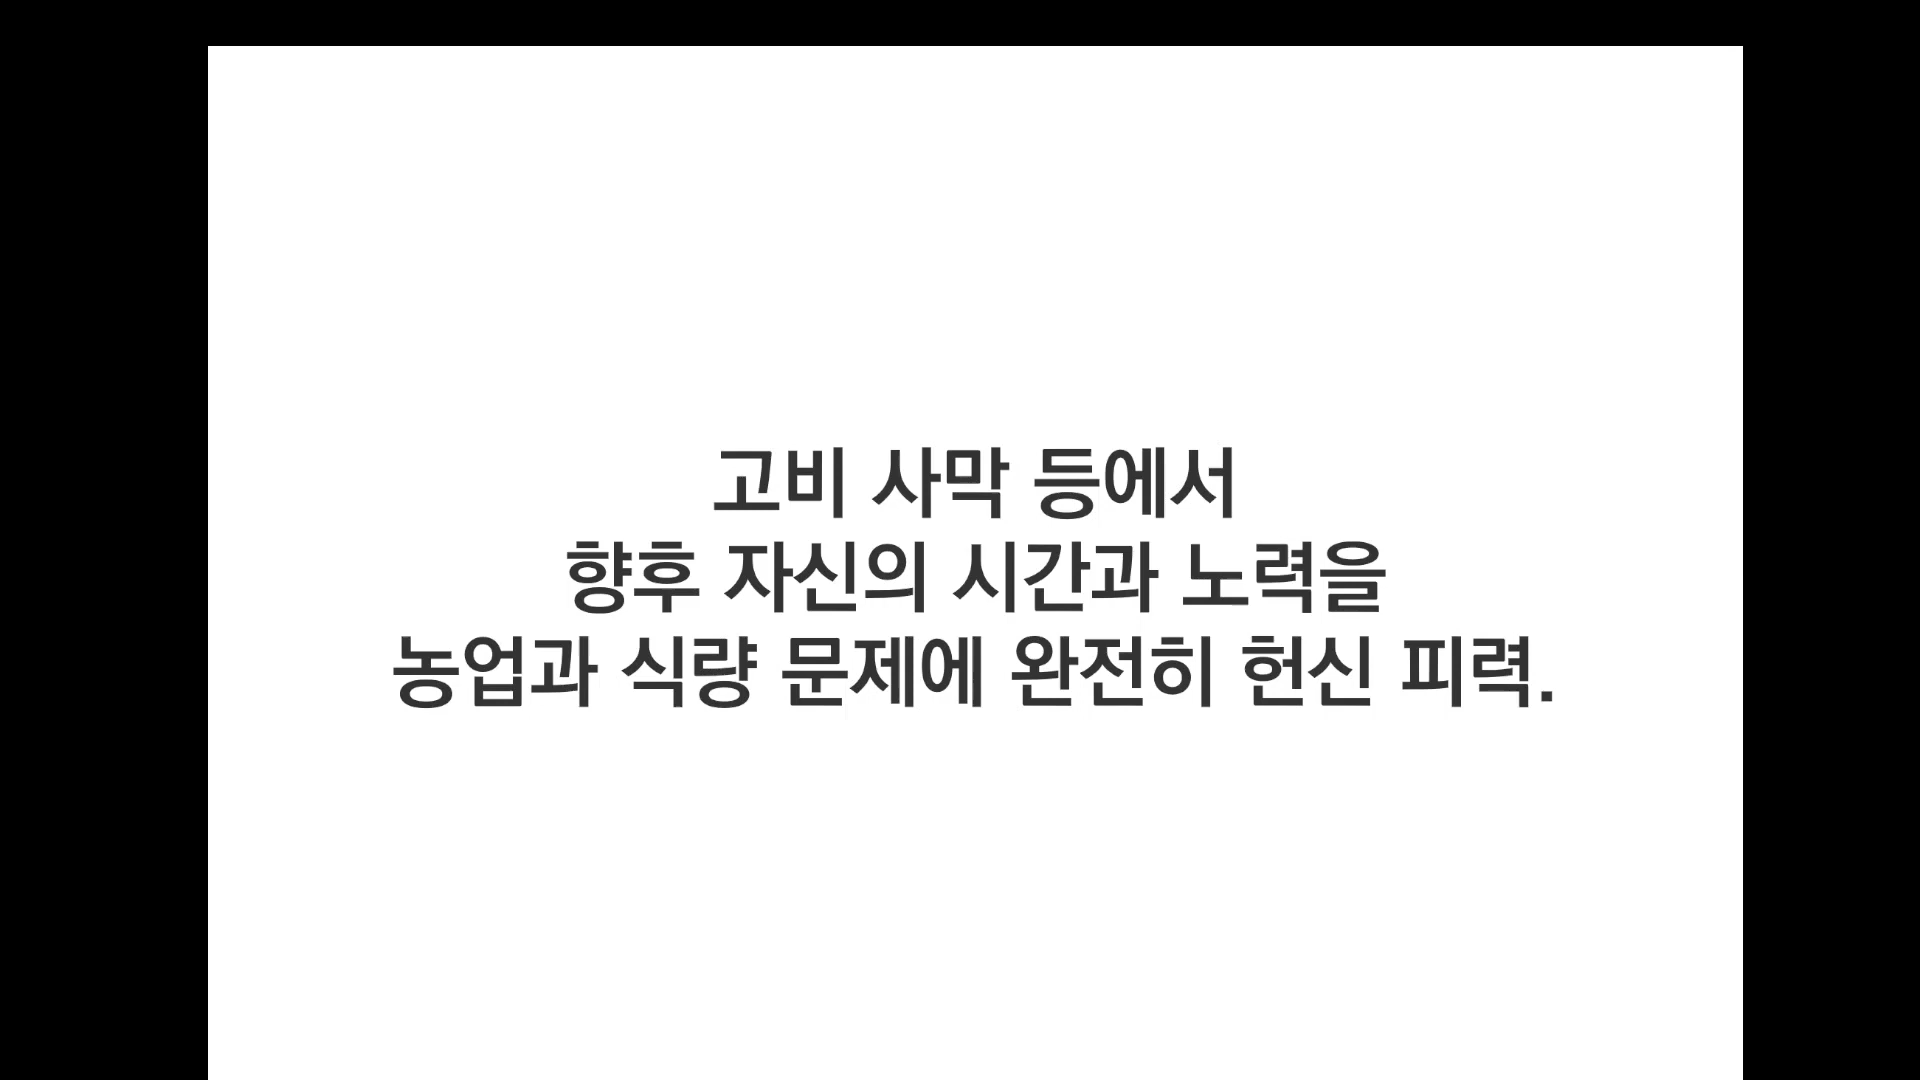 고비 사막 등에서
향후 자신의 시간과 노력을
농업과 식량 문제에 완전히 헌신 피력.